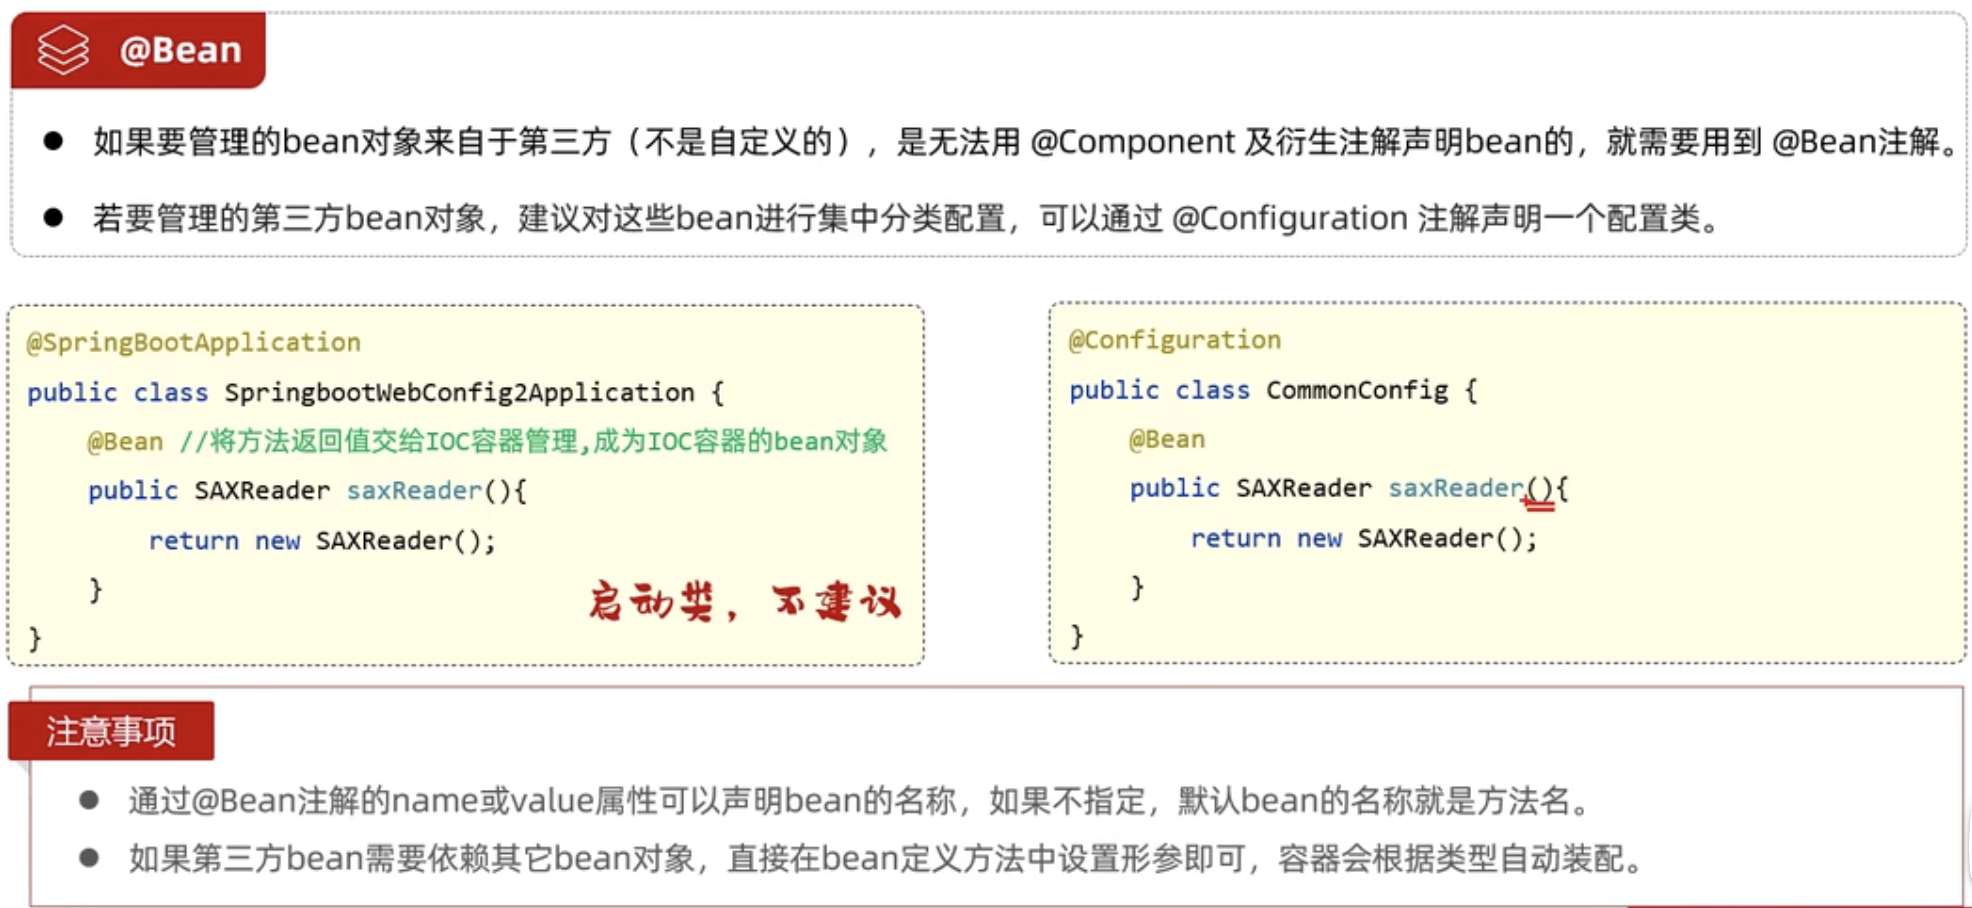 @Bean
● 如果要管理的bean对象来自于第三方（不是自定义的），是无法用 @Component 及衍生注解声明bean的，就需要用到 @Bean注解。
● 若要管理的第三方bean对象，建议对这些bean进行集中分类配置，可以通过 @Configuration 注解声明一个配置类。
@SpringBootApplication
public class SpringbootWebConfig2Application {
@Bean //将方法返回值交给IOC容器管理,成为IOC容器的bean对象
public SAXReader saxReader(){
return new SAXReader();
}
}
启动类，不建议
@Configuration
public class CommonConfig {
@Bean
public SAXReader saxReader(){
return new SAXReader();
}
}
注意事项
● 通过@Bean注解的name或value属性可以声明bean的名称，如果不指定，默认bean的名称就是方法名。
● 如果第三方bean需要依赖其它bean对象，直接在bean定义方法中设置形参即可，容器会根据类型自动装配。